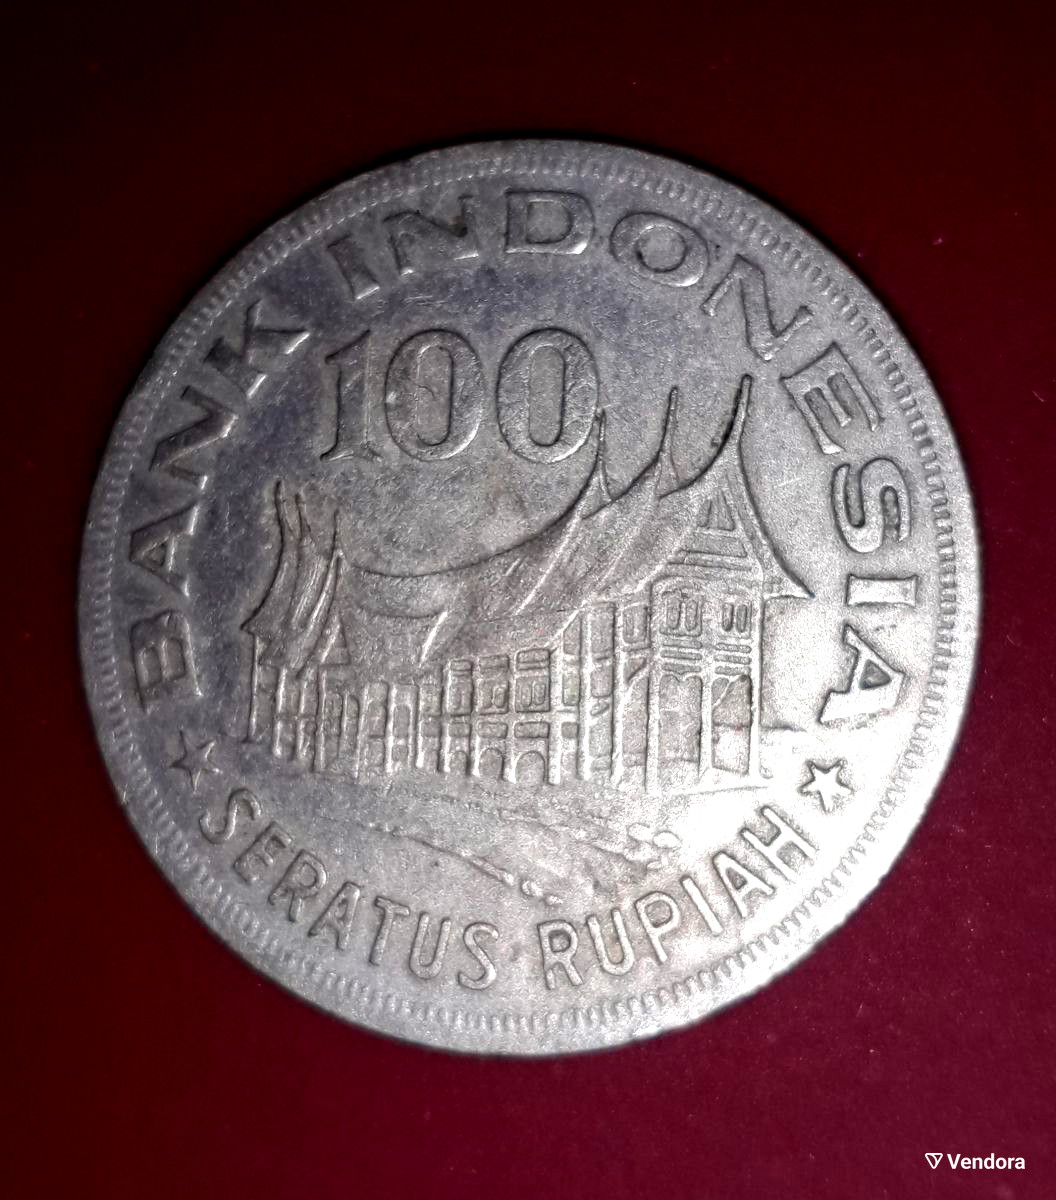 BANK INDONESIA
100
★ SERATUS RUPIAH ★
Vendora